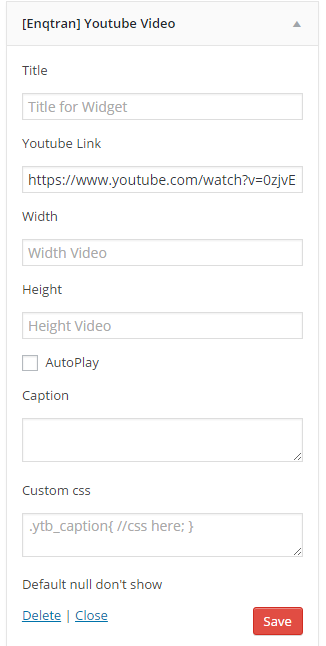 [Enqtran] Youtube Video
Title
Title for Widget
Youtube Link
https://www.youtube.com/watch?v=0zjvE
Width
Width Video
Height
Height Video
AutoPlay
Caption
Custom css
.ytb_caption{ //css here; }
Default null don't show
Delete | Close
Save